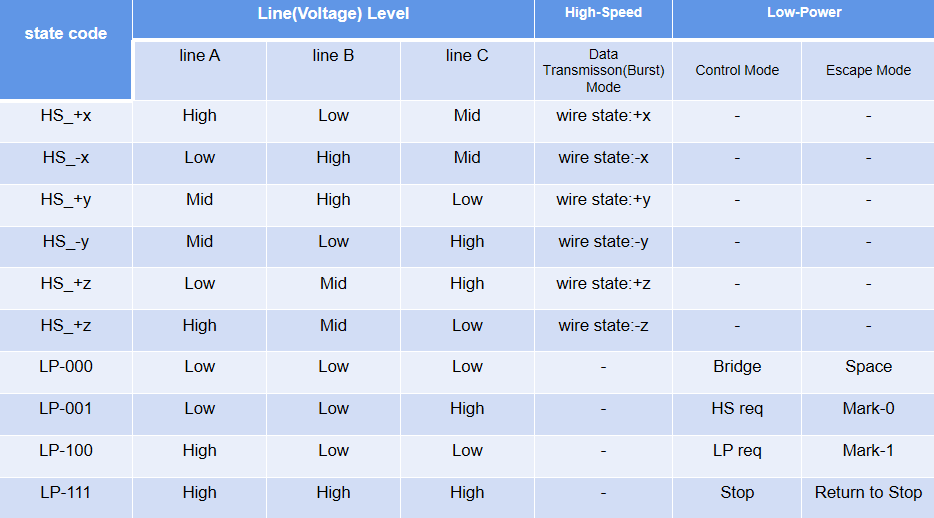 state code Line(Voltage) Level High-Speed Low-Power
line A line B line C Data Transmisson(Burst) Mode Control Mode Escape Mode
HS_+x High Low Mid wire state:+x - -
HS_-x Low High Mid wire state:-x - -
HS_+y Mid High Low wire state:+y - -
HS_-y Mid Low High wire state:-y - -
HS_+z Low Mid High wire state:+z - -
HS_+z High Mid Low wire state:-z - -
LP-000 Low Low Low - Bridge Space
LP-001 Low Low High - HS req Mark-0
LP-100 High Low Low - LP req Mark-1
LP-111 High High High - Stop Return to Stop